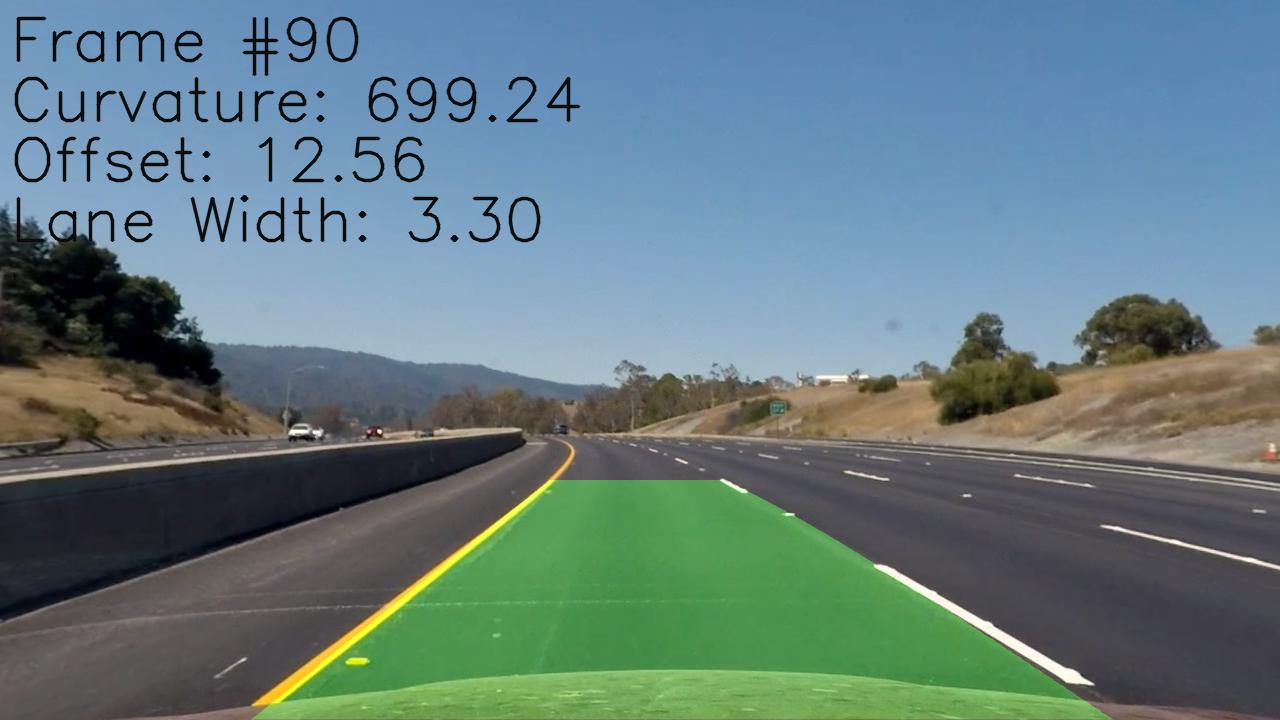 Frame #90
Curvature: 699.24
Offset: 12.56
Lane Width: 3.30